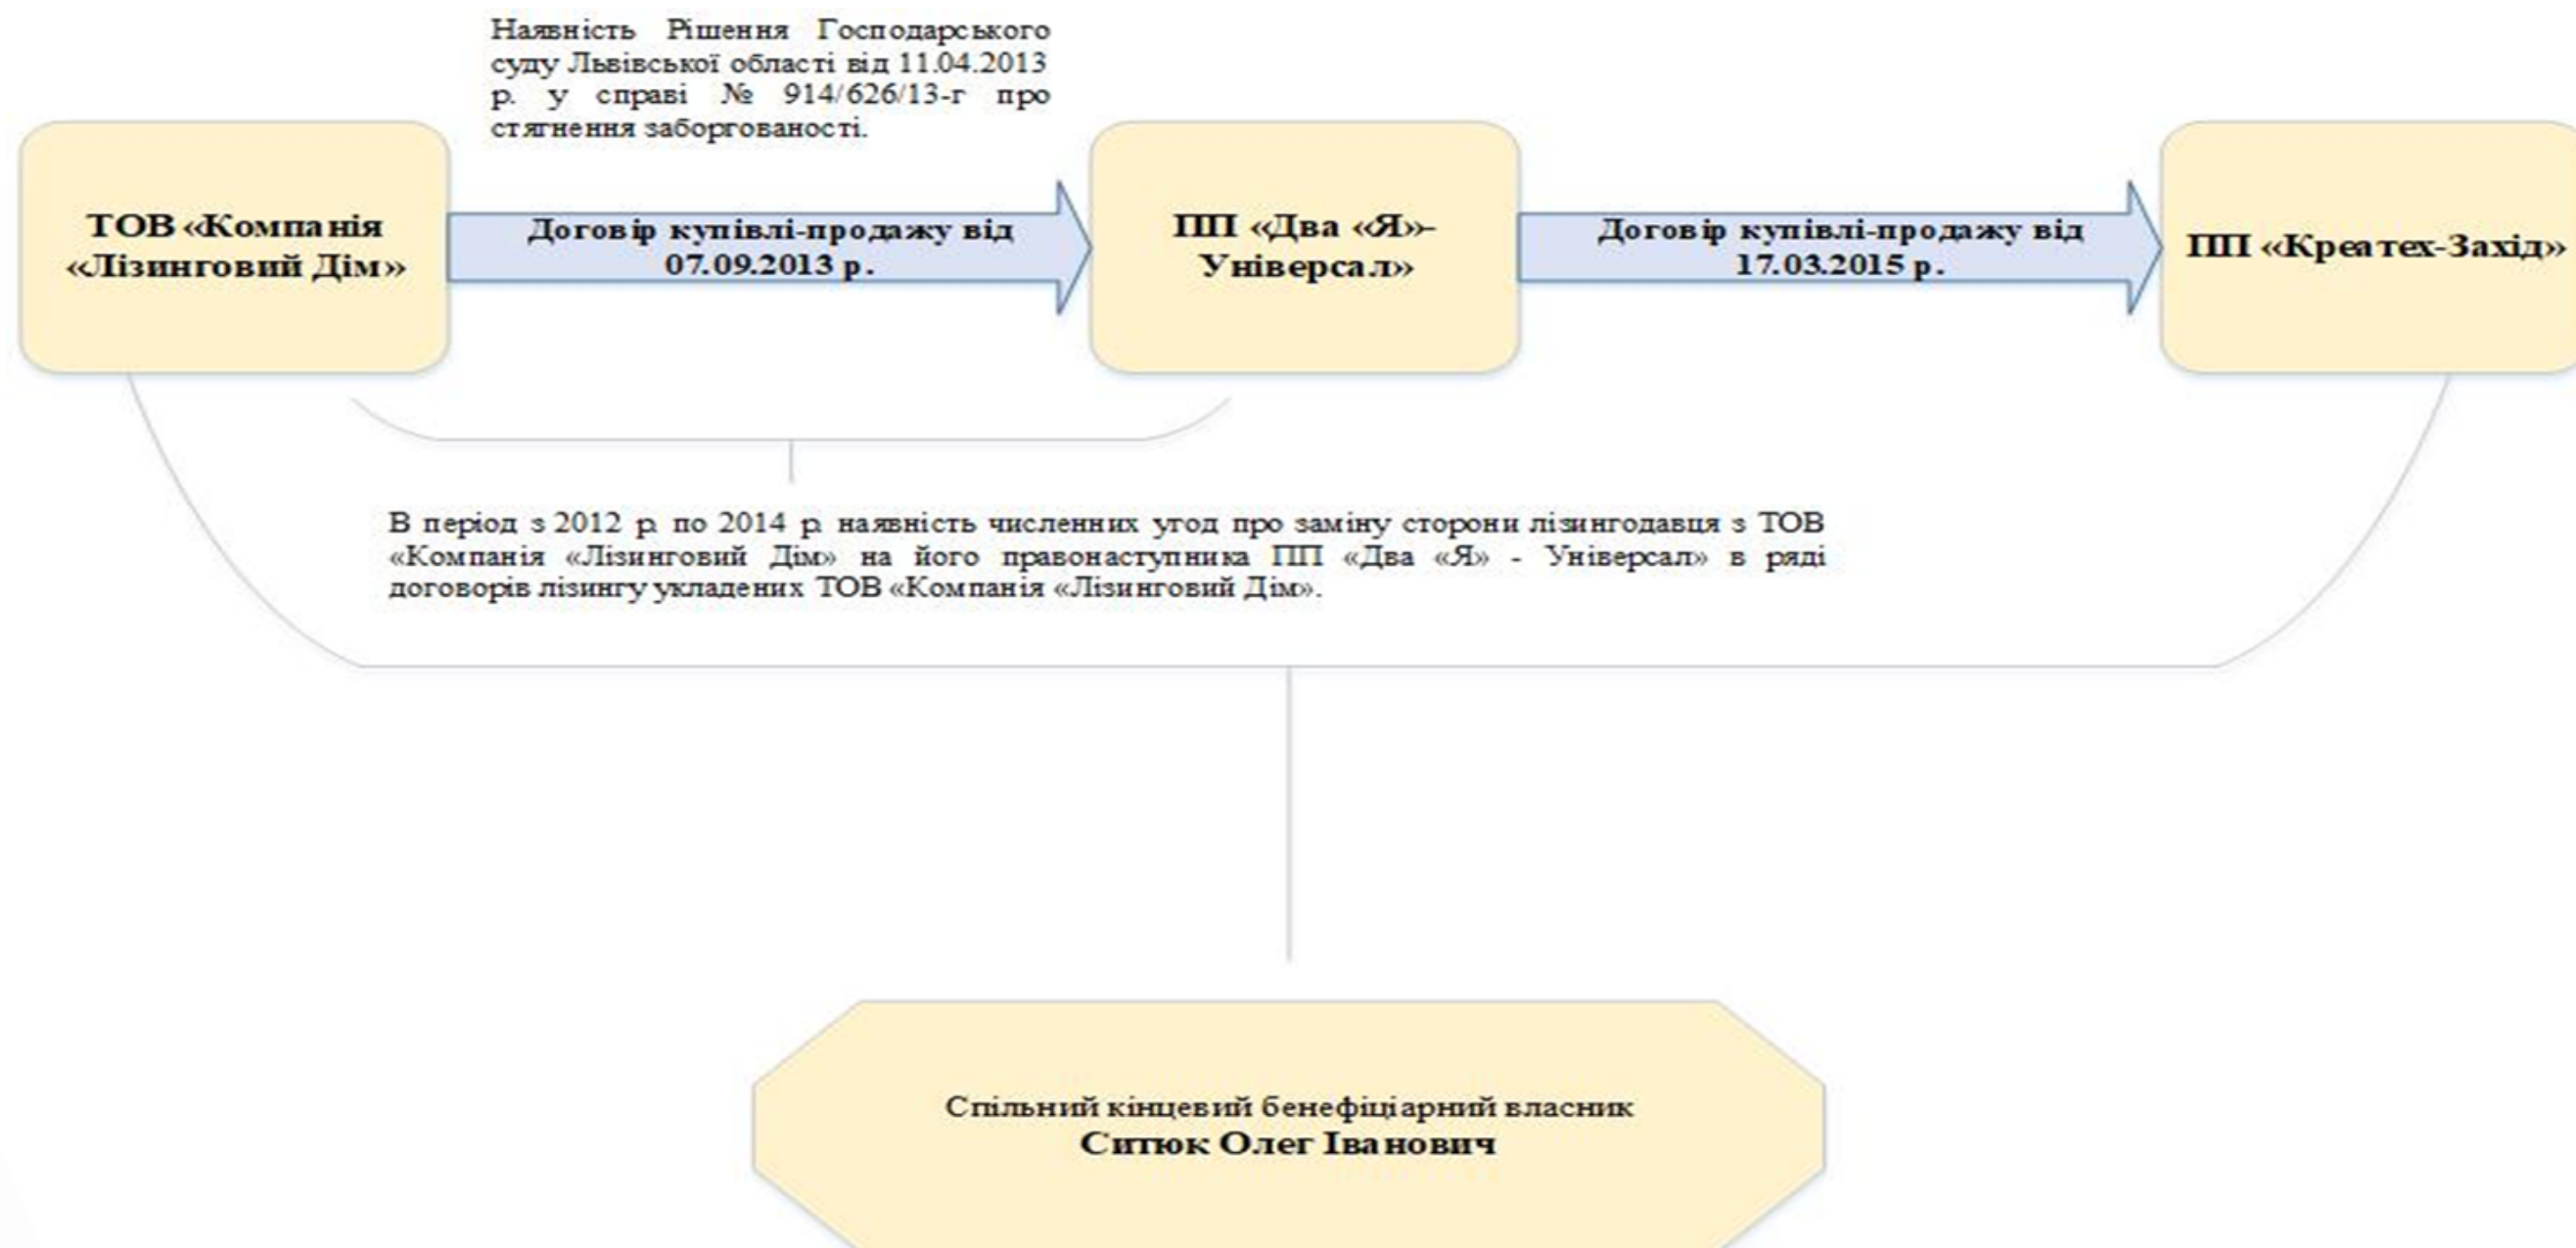 Наявність Рішення Господарського
суду Львівської області від 11.04.2013
р. у справі № 914/626/13-г про
стягнення заборгованості.
ТОВ «Компанія
«Лізинговий Дім»
Договір купівлі-продажу від
07.09.2013 р.
ПП «Два «Я»-
Універсал»
Договір купівлі-продажу від
17.03.2015 р.
ПП «Креатех-Захід»
В період з 2012 р. по 2014 р. наявність численних угод про заміну сторони лізингодавця з ТОВ
«Компанія «Лізинговий Дім» на його правонаступника ПП «Два «Я» - Універсал» в ряді
договорів лізингу укладених ТОВ «Компанія «Лізинговий Дім».
Спільний кінцевий бенефіціарний власник
Ситюк Олег Іванович